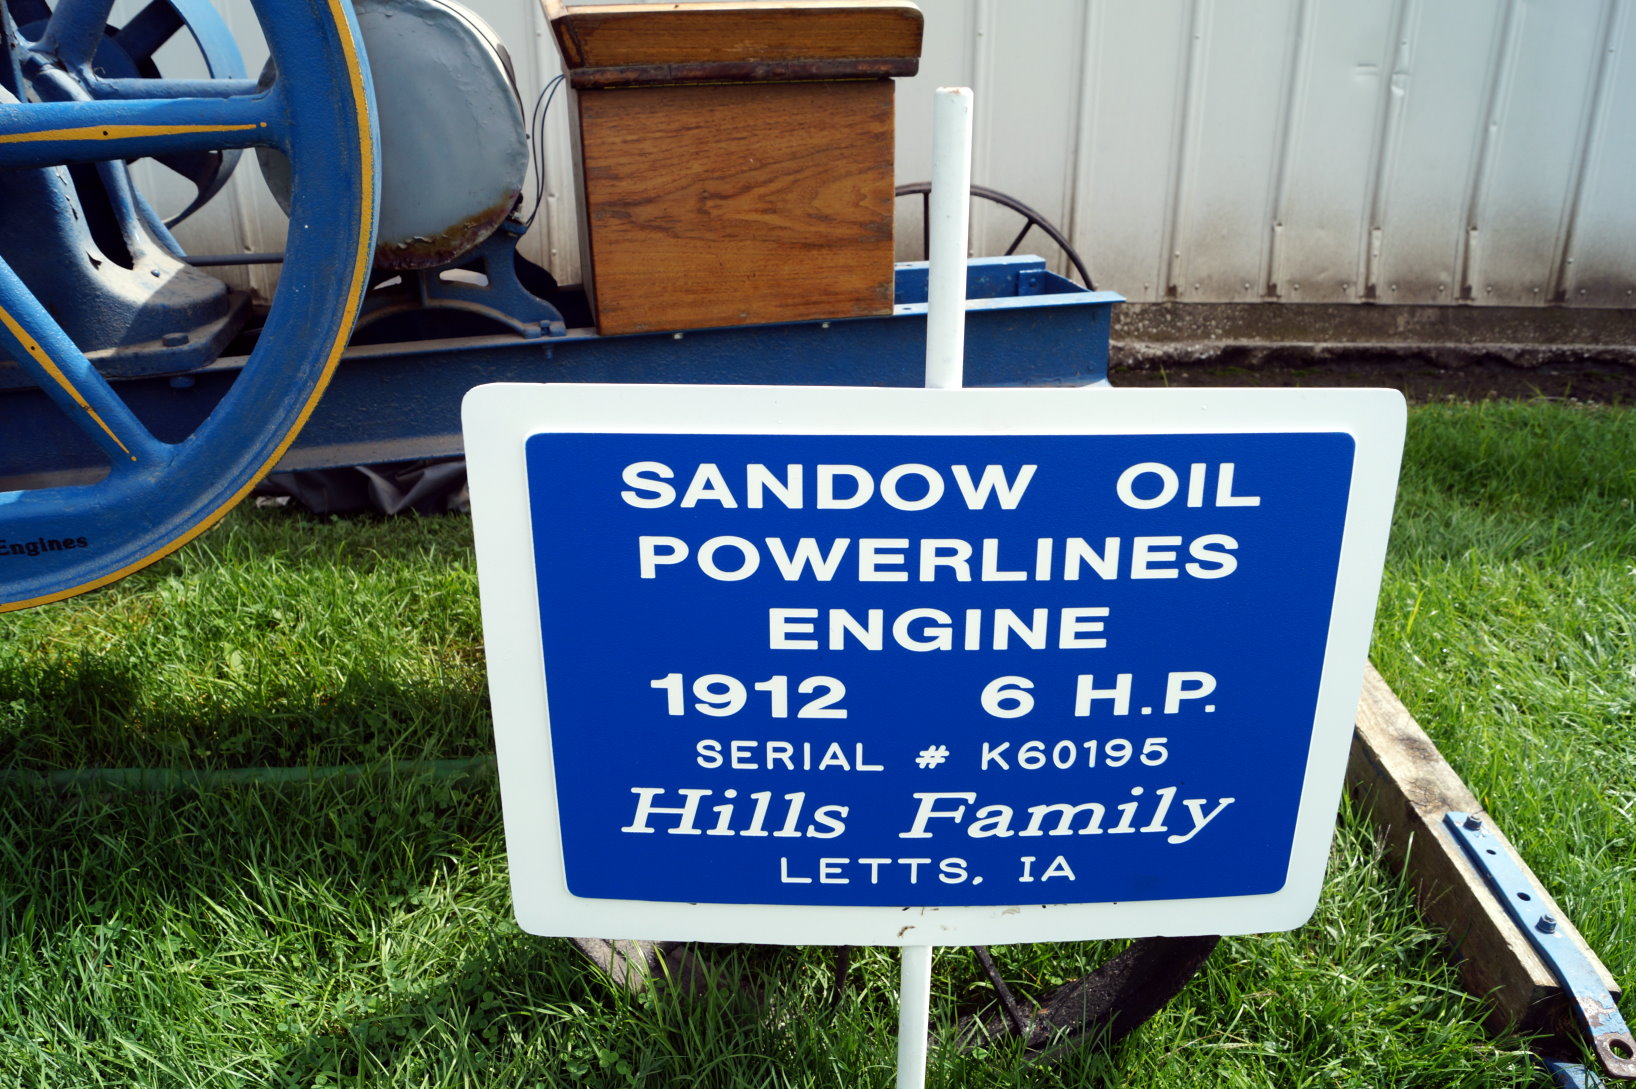 Engines
SANDOW OIL
POWERLINES
ENGINE
1912 6 H.P.
SERIAL # K60195
Hills Family
LETTS, IA